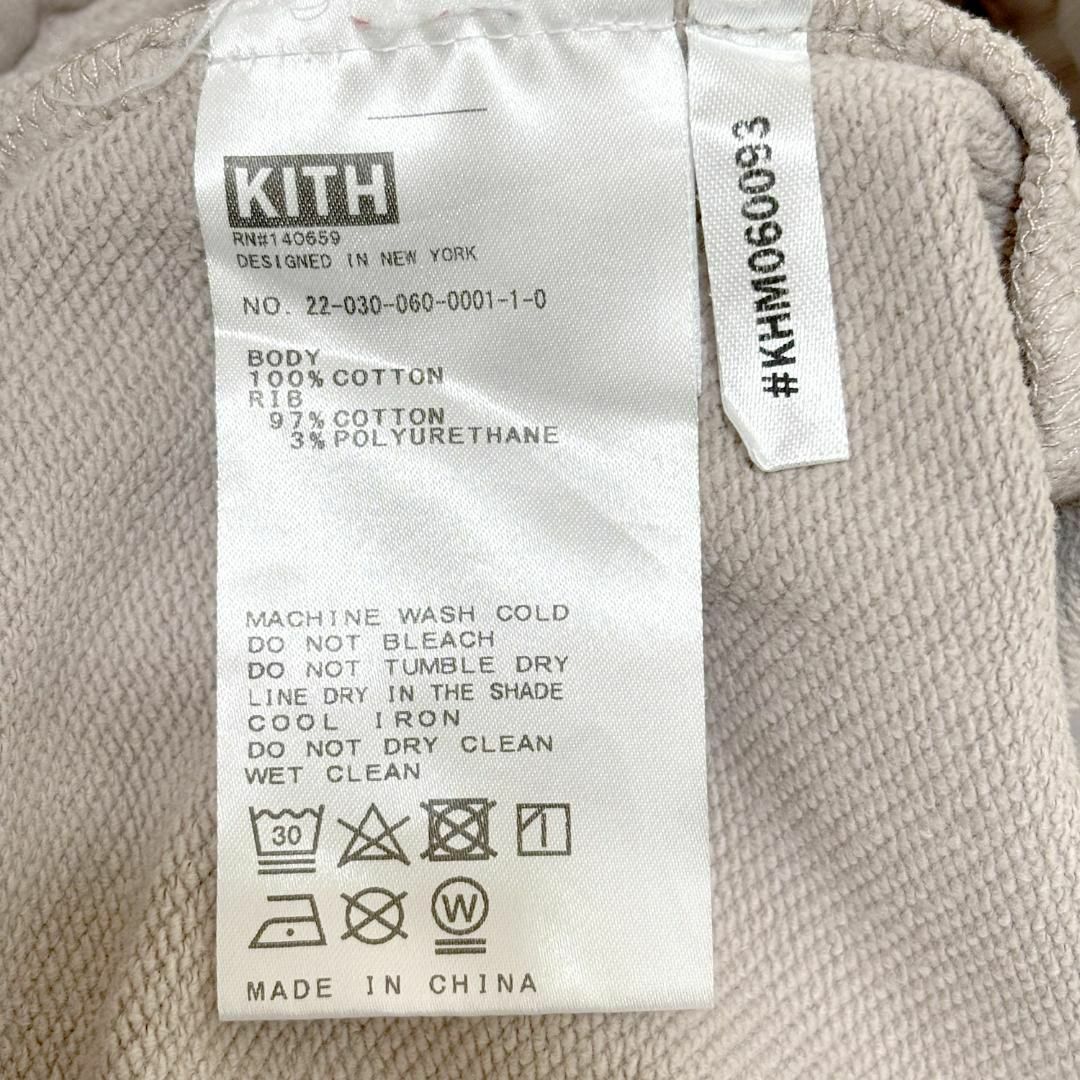 KITH
RN#140659
DESIGNED IN NEW YORK
NO. 22-030-060-0001-1-0
BODY
100% COTTON
RIB
97% COTTON
3% POLYURETHANE
MACHINE WASH COLD
DO NOT BLEACH
DO NOT TUMBLE DRY
LINE DRY IN THE SHADE
COOL IRON
DO NOT DRY CLEAN
WET CLEAN
30
W
MADE IN CHINA
#KHM060093